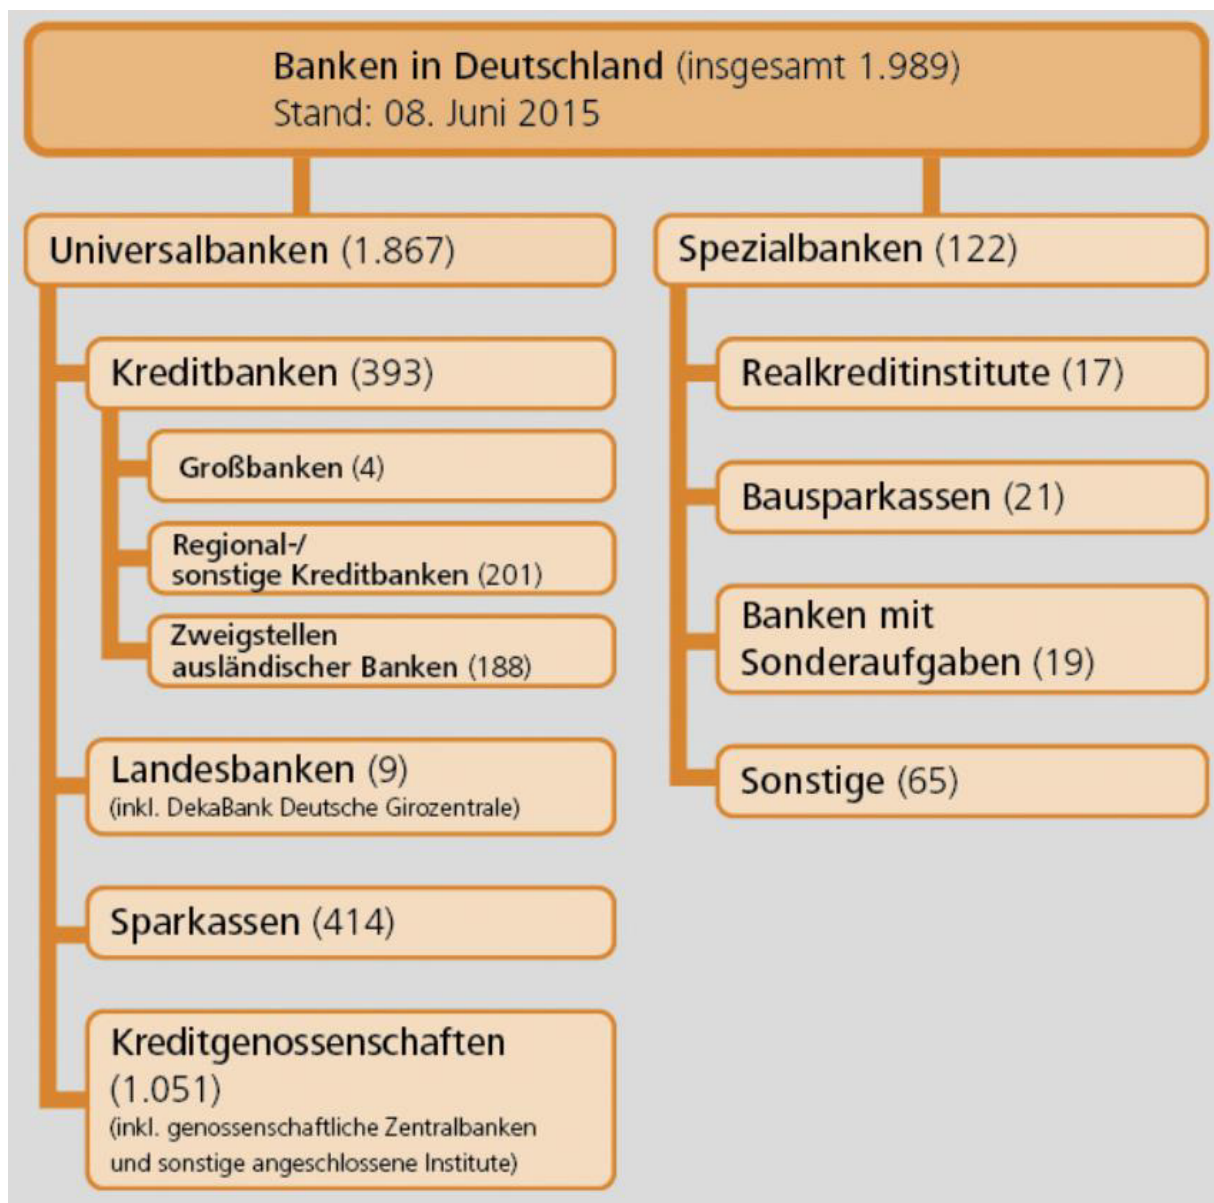 Banken in Deutschland (insgesamt 1.989)
Stand: 08. Juni 2015
Universalbanken (1.867)
Kreditbanken (393)
Großbanken (4)
Regional-/
sonstige Kreditbanken (201)
Zweigstellen
ausländischer Banken (188)
Landesbanken (9)
(inkl. DekaBank Deutsche Girozentrale)
Sparkassen (414)
Kreditgenossenschaften
(1.051)
(inkl. genossenschaftliche Zentralbanken
und sonstige angeschlossene Institute)
Spezialbanken (122)
Realkreditinstitute (17)
Bausparkassen (21)
Banken mit
Sonderaufgaben (19)
Sonstige (65)